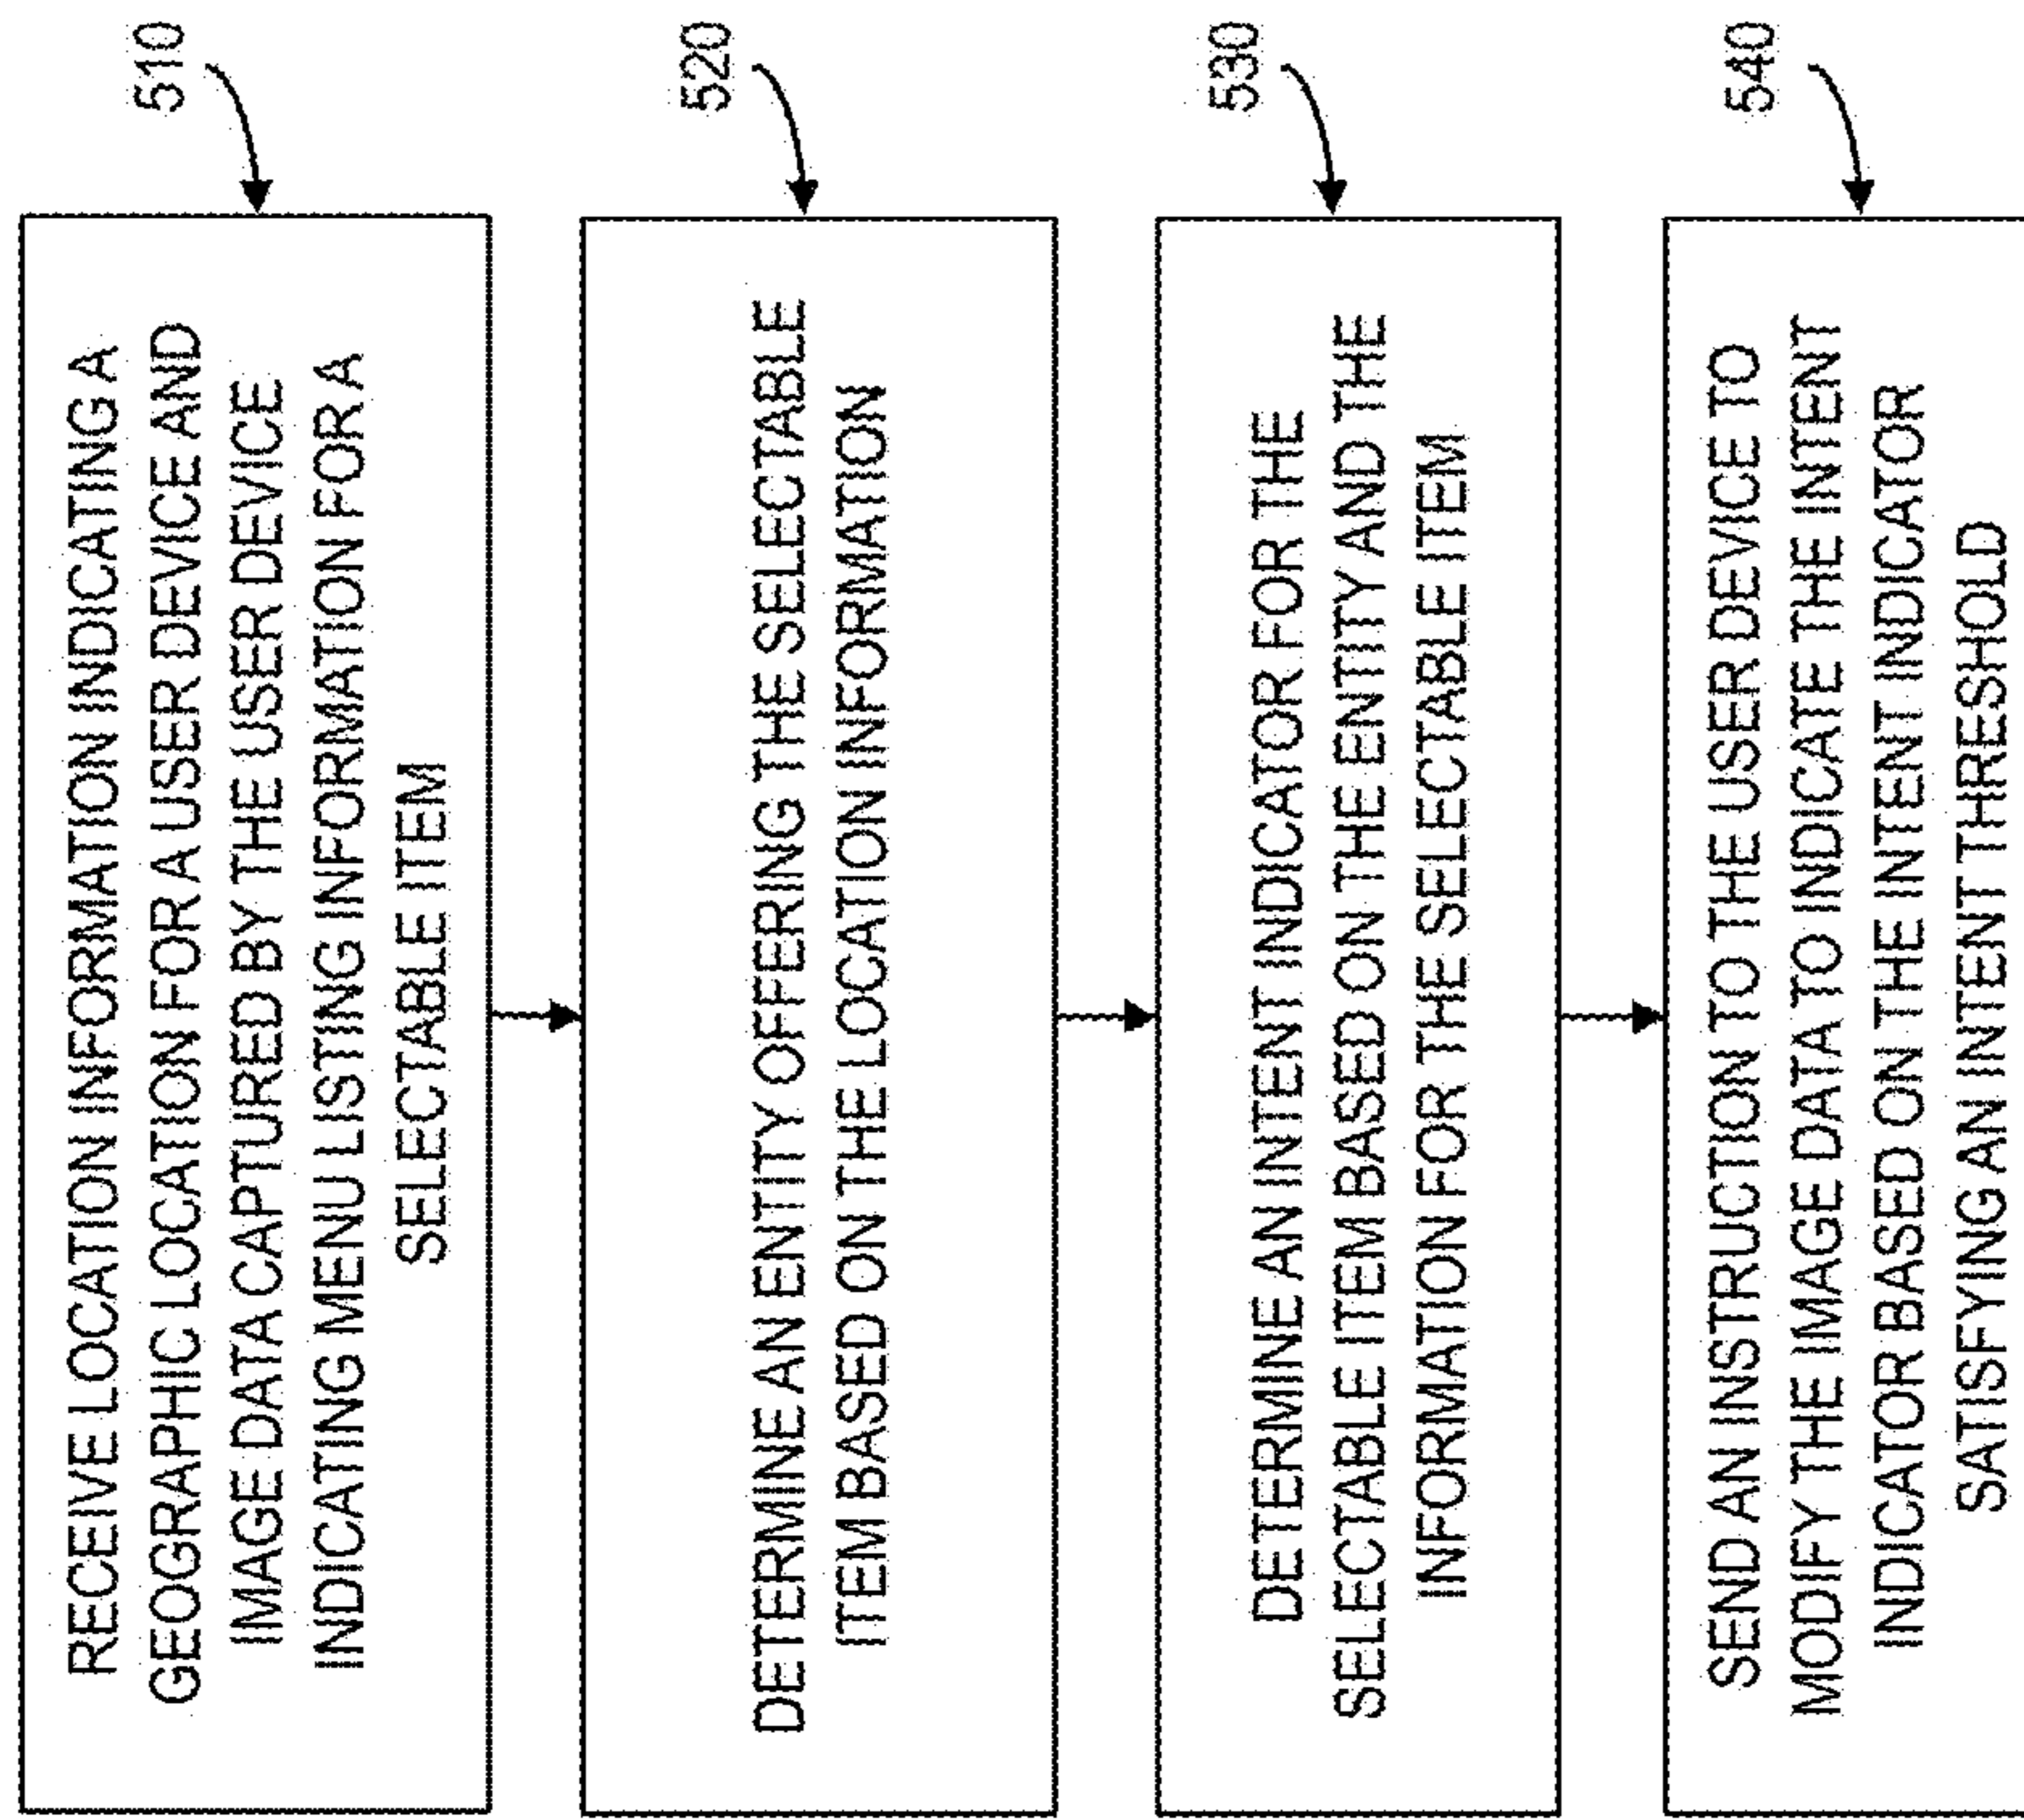 RECEIVE LOCATION INFORMATION INDICATING A
GEOGRAPHIC LOCATION FOR A USER DEVICE AND
IMAGE DATA CAPTURED BY THE USER DEVICE
INDICATING MENU LISTING INFORMATION FOR A
SELECTABLE ITEM
510
DETERMINE AN ENTITY OFFERING THE SELECTABLE
ITEM BASED ON THE LOCATION INFORMATION
520
DETERMINE AN INTENT INDICATOR FOR THE
SELECTABLE ITEM BASED ON THE ENTITY AND THE
INFORMATION FOR THE SELECTABLE ITEM
530
SEND AN INSTRUCTION TO THE USER DEVICE TO
MODIFY THE IMAGE DATA TO INDICATE THE INTENT
INDICATOR BASED ON THE INTENT INDICATOR
SATISFYING AN INTENT THRESHOLD
540